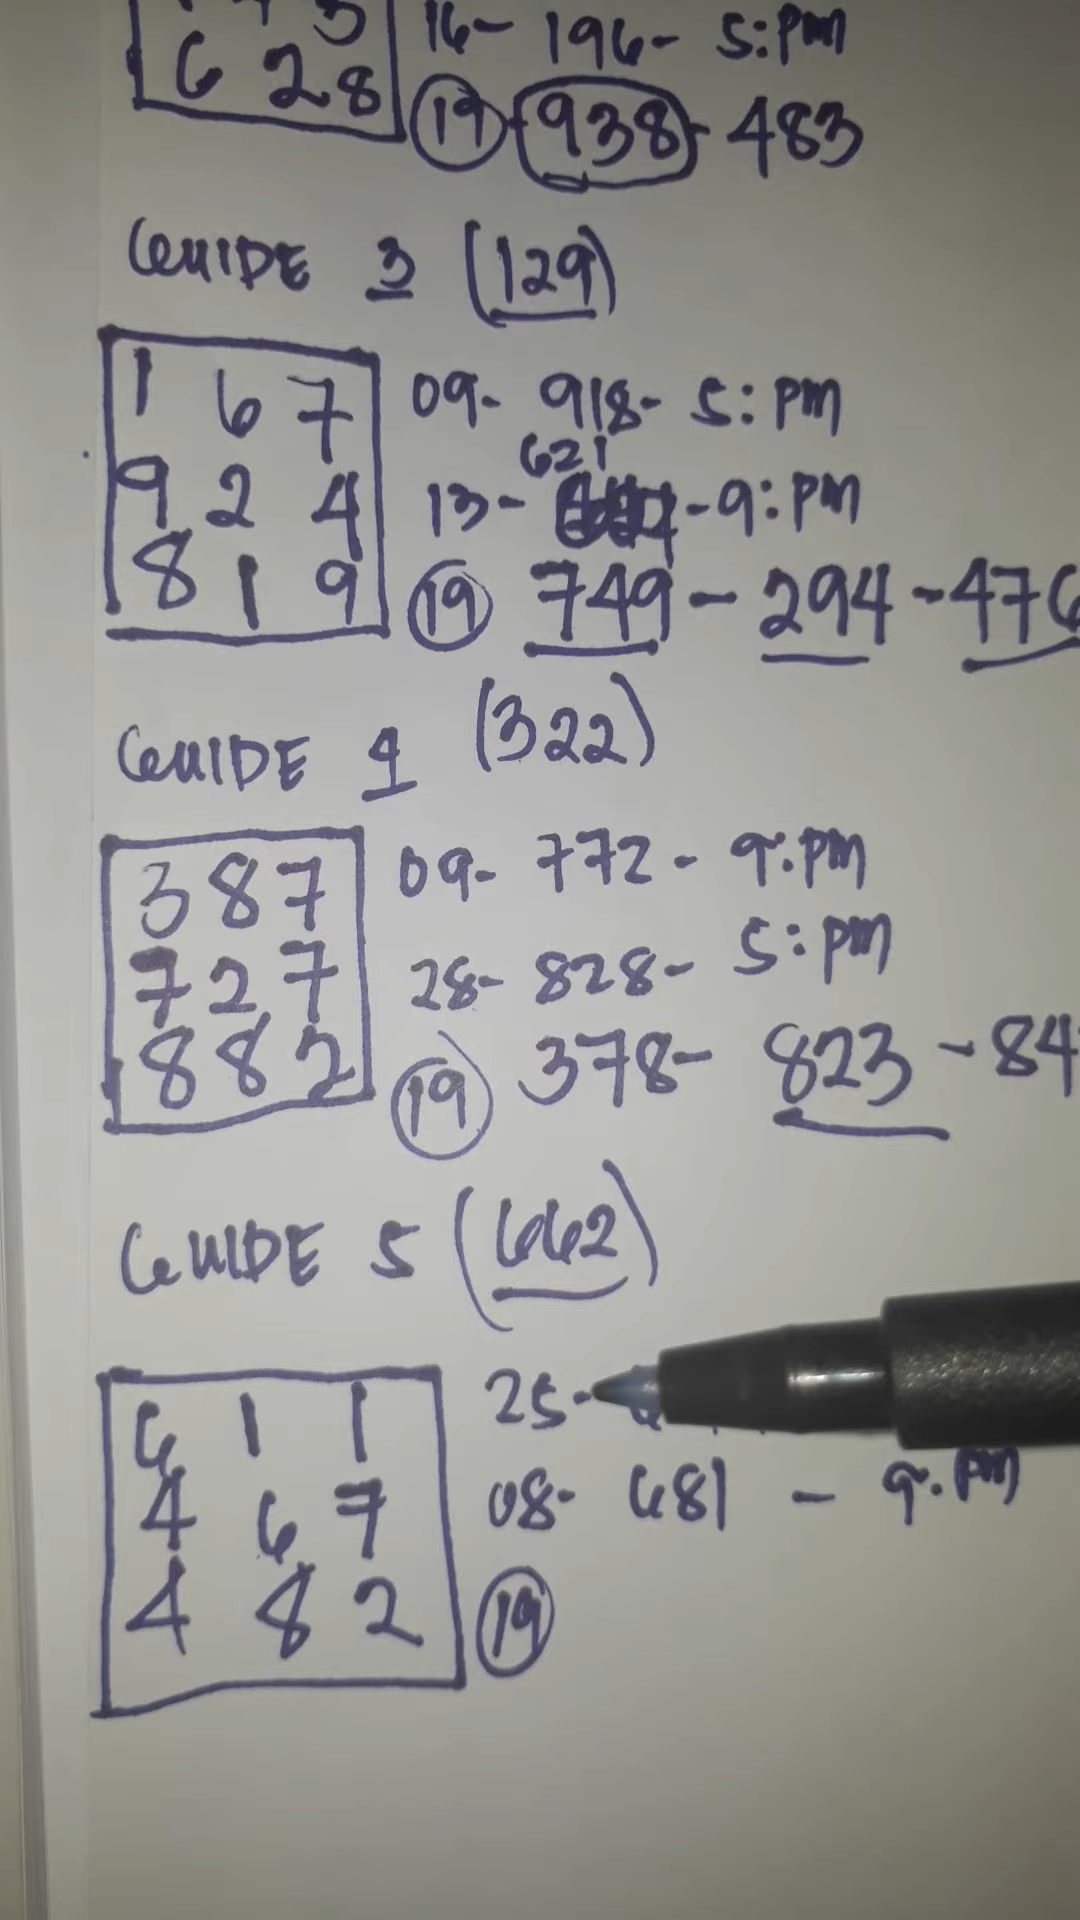 6 2 8
16- 196- 5:pm
19 938 - 483
GUIDE 3 (129)
1 6 7
9 2 4
8 1 9
09- 918- 5:pm
621
13- -9:pm
19 749 - 294 - 476
GUIDE 4 (322)
3 8 7
7 2 7
8 8 2
09- 772- 9:pm
28- 828- 5:pm
19 378- 823 - 84
GUIDE 5 (662)
6 1 1
4 6 7
4 8 2
25-
08- 681 - 9.pm
19